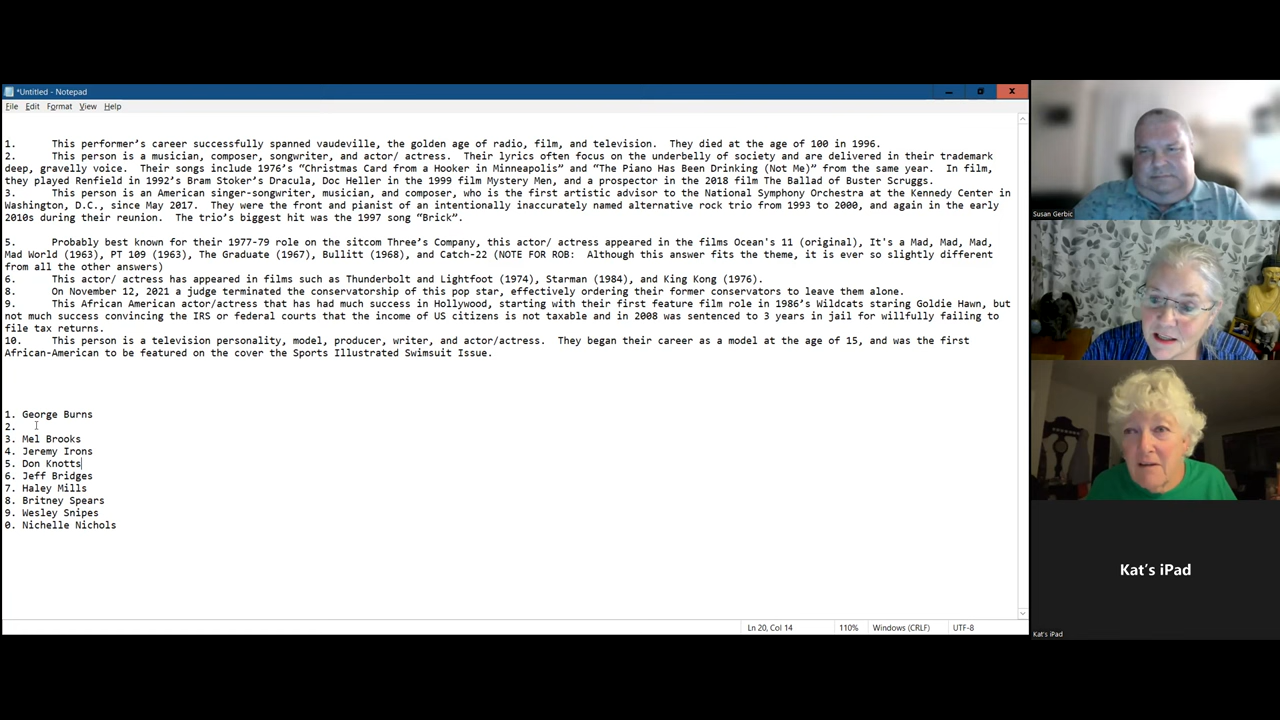 *Untitled - Notepad
File Edit Format View Help
1. This performer's career successfully spanned vaudeville, the golden age of radio, film, and television. They died at the age of 100 in 1996.
2. This person is a musician, composer, songwriter, and actor/ actress. Their lyrics often focus on the underbelly of society and are delivered in their trademark
deep, gravelly voice. Their songs include 1976's “Christmas Card from a Hooker in Minneapolis” and “The Piano Has Been Drinking (Not Me)” from the same year. In film,
they played Renfield in 1992's Bram Stoker's Dracula, Doc Heller in the 1999 film Mystery Men, and a prospector in the 2018 film The Ballad of Buster Scruggs.
3. This person is an American singer-songwriter, musician, and composer, who is the first artistic advisor to the National Symphony Orchestra at the Kennedy Center in
Washington, D.C., since May 2017. They were the front and pianist of an intentionally inaccurately named alternative rock trio from 1993 to 2000, and again in the early
2010s during their reunion. The trio's biggest hit was the 1997 song “Brick”.
5. Probably best known for their 1977-79 role on the sitcom Three's Company, this actor/ actress appeared in the films Ocean's 11 (original), It's a Mad, Mad, Mad,
Mad World (1963), PT 109 (1963), The Graduate (1967), Bullitt (1968), and Catch-22 (NOTE FOR ROB: Although this answer fits the theme, it is ever so slightly different
from all the other answers)
6. This actor/ actress has appeared in films such as Thunderbolt and Lightfoot (1974), Starman (1984), and King Kong (1976).
8. On November 12, 2021 a judge terminated the conservatorship of this pop star, effectively ordering their former conservators to leave them alone.
9. This African American actor/actress that has had much success in Hollywood, starting with their first feature film role in 1986's Wildcats staring Goldie Hawn, but
not much success convincing the IRS or federal courts that the income of US citizens is not taxable and in 2008 was sentenced to 3 years in jail for willfully failing to
file tax returns.
10. This person is a television personality, model, producer, writer, and actor/actress. They began their career as a model at the age of 15, and was the first
African-American to be featured on the cover the Sports Illustrated Swimsuit Issue.
1. George Burns
2.
3. Mel Brooks
4. Jeremy Irons
5. Don Knotts
6. Jeff Bridges
7. Haley Mills
8. Britney Spears
9. Wesley Snipes
0. Nichelle Nichols
Ln 20, Col 14 110% Windows (CRLF) UTF-8
Susan Gerbic
Kat's iPad
Kat's iPad